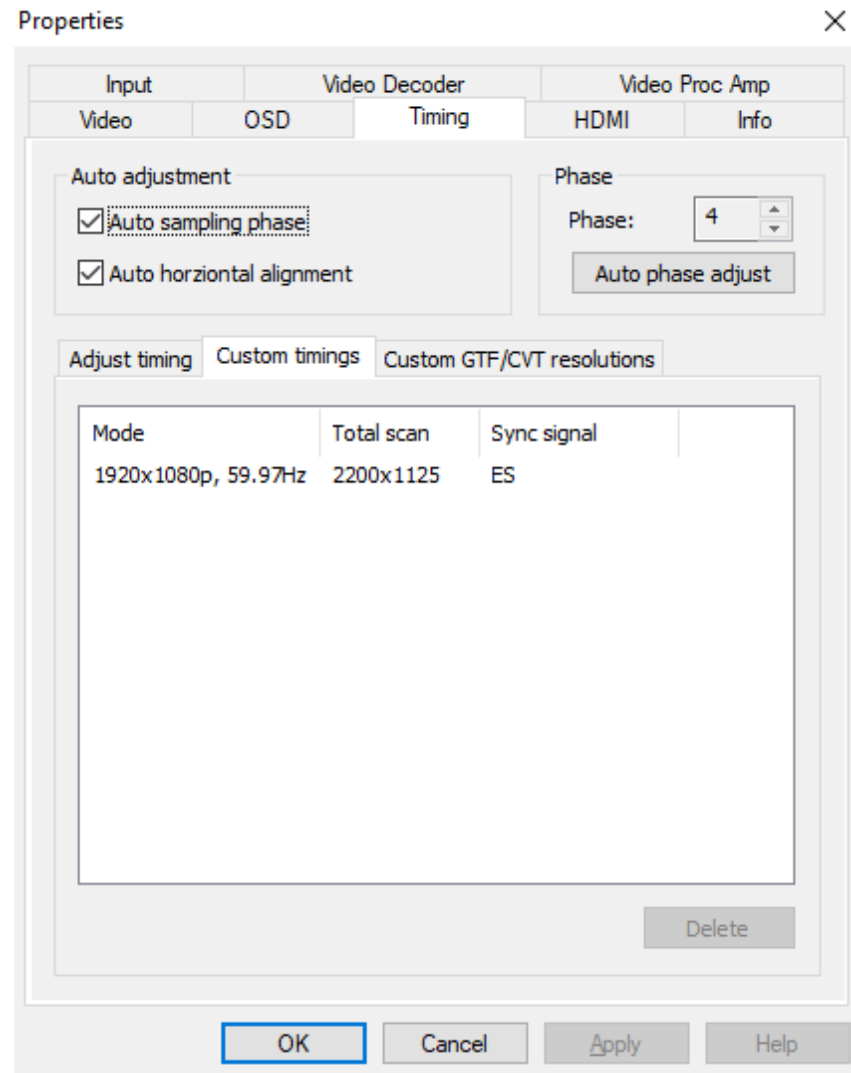 Properties
Input Video Decoder Video Proc Amp
Video OSD Timing HDMI Info
Auto adjustment
Auto sampling phase
Auto horziontal alignment
Phase
Phase: 4
Auto phase adjust
Adjust timing Custom timings Custom GTF/CVT resolutions
Mode Total scan Sync signal
1920x1080p, 59.97Hz 2200x1125 ES
Delete
OK Cancel Apply Help